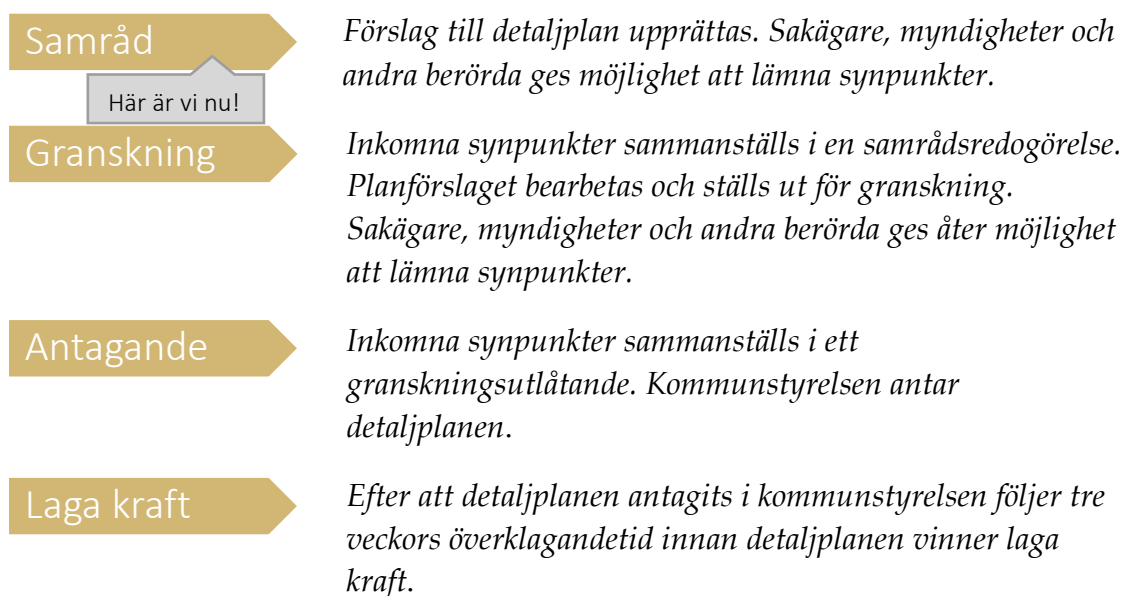 Samråd
Förslag till detaljplan upprättas. Sakägare, myndigheter och
andra berörda ges möjlighet att lämna synpunkter.
Här är vi nu!
Granskning
Inkomna synpunkter sammanställs i en samrådsredogörelse.
Planförslaget bearbetas och ställs ut för granskning.
Sakägare, myndigheter och andra berörda ges åter möjlighet
att lämna synpunkter.
Antagande
Inkomna synpunkter sammanställs i ett
granskningsutlåtande. Kommunstyrelsen antar
detaljplanen.
Laga kraft
Efter att detaljplanen antagits i kommunstyrelsen följer tre
veckors överklagandetid innan detaljplanen vinner laga
kraft.